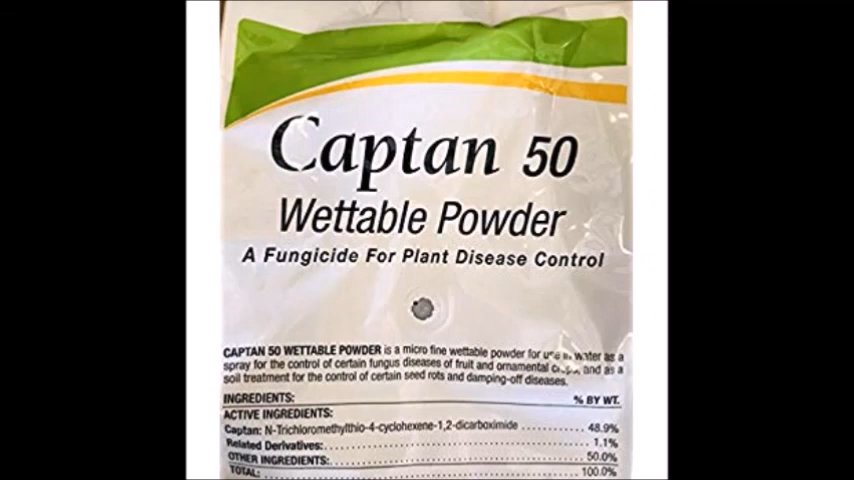 Captan 50
Wettable Powder
A Fungicide For Plant Disease Control
CAPTAN 50 WETTABLE POWDER is a micro fine wettable powder for use in water as a
spray for the control of certain fungus diseases of fruit and ornamental crops, and as a
soil treatment for the control of certain seed rots and damping-off diseases.
INGREDIENTS: % BY WT.
ACTIVE INGREDIENTS:
Captan: N-Trichloromethylthio-4-cyclohexene-1,2-dicarboximide .................... 48.9%
Related Derivatives:.................... 1.1%
OTHER INGREDIENTS:.................... 50.0%
TOTAL:.................... 100.0%